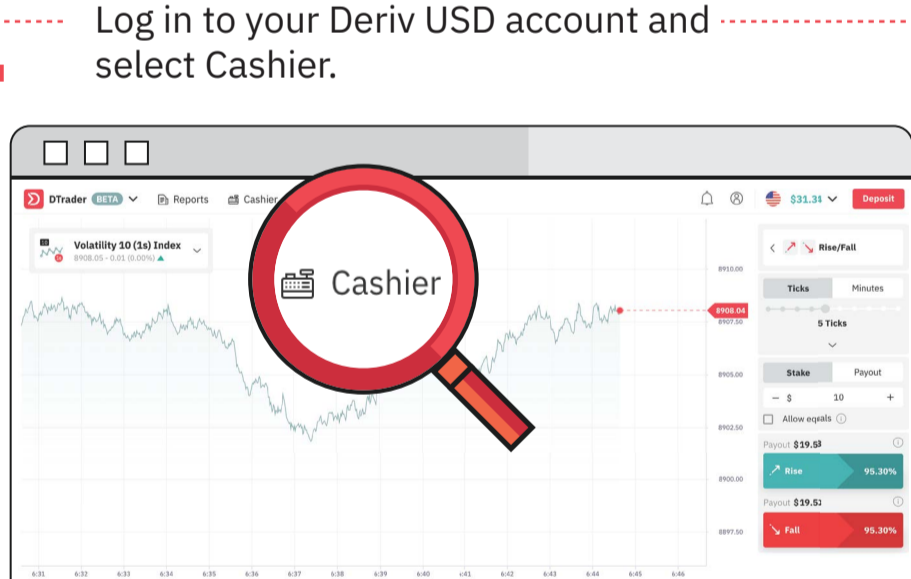 Log in to your Deriv USD account and
select Cashier.
DTrader BETA Reports Cashier $31.34 Deposit
Volatility 10 (1s) Index
8908.05 - 0.01 (0.00%)
Cashier
8910.00
8908.04
8907.50
8905.00
8902.50
8900.00
8897.50
Rise/Fall
Ticks Minutes
5 Ticks
Stake Payout
− $ 10 +
Allow equals
Payout $19.53
Rise 95.30%
Payout $19.53
Fall 95.30%
6:31 6:32 6:33 6:34 6:35 6:36 6:37 6:38 6:39 6:40 6:41 6:42 6:43 6:44 6:45 6:46